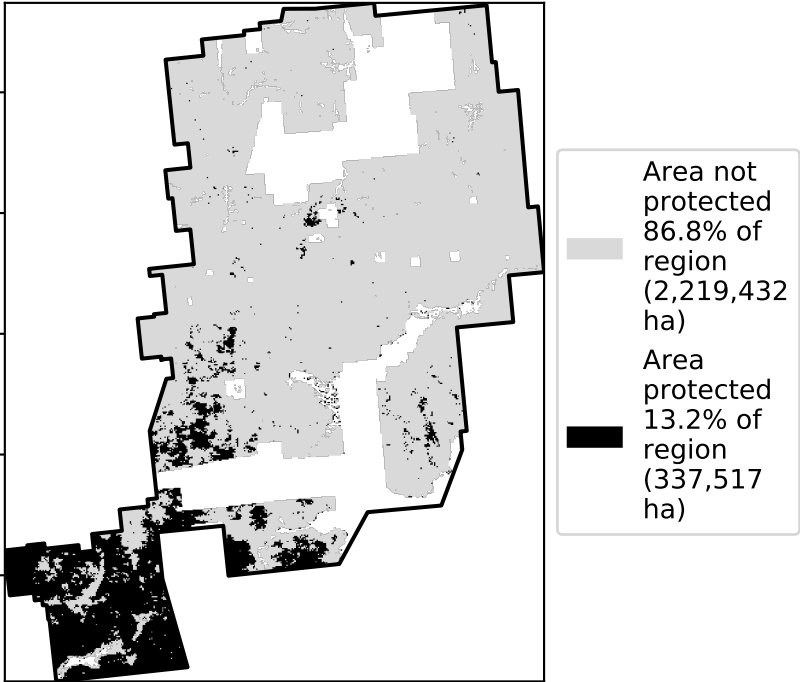 Area not
protected
86.8% of
region
(2,219,432
ha)
Area
protected
13.2% of
region
(337,517
ha)